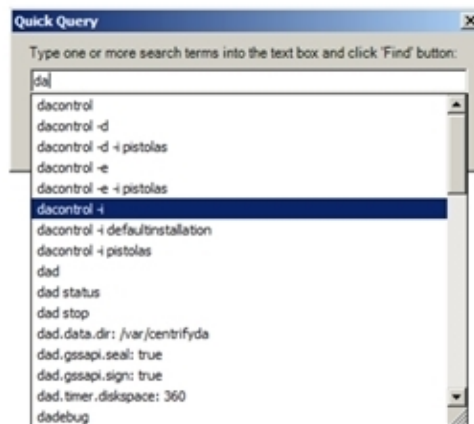 Quick Query
Type one or more search terms into the text box and click 'Find' button:
da
dacontrol
dacontrol -d
dacontrol -d -i pistolas
dacontrol -e
dacontrol -e -i pistolas
dacontrol -i
dacontrol -i defaultinstallation
dacontrol -i pistolas
dad
dad status
dad stop
dad.data.dir: /var/centrifyda
dad.gssapi.seal: true
dad.gssapi.sign: true
dad.timer.diskspace: 360
dadebug